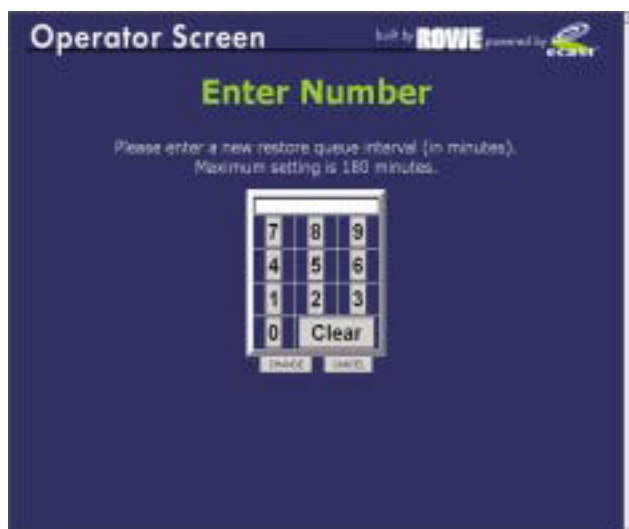 Operator Screen
built by ROWE powered by ecast
Enter Number
Please enter a new restore queue interval (in minutes).
Maximum setting is 180 minutes.
7 8 9
4 5 6
1 2 3
0 Clear
CHANGE CANCEL